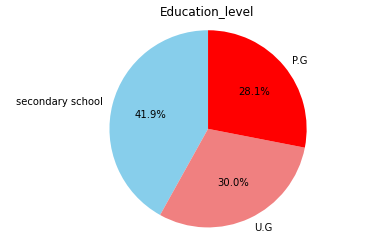 Education_level
P.G
28.1%
secondary school
41.9%
30.0%
U.G